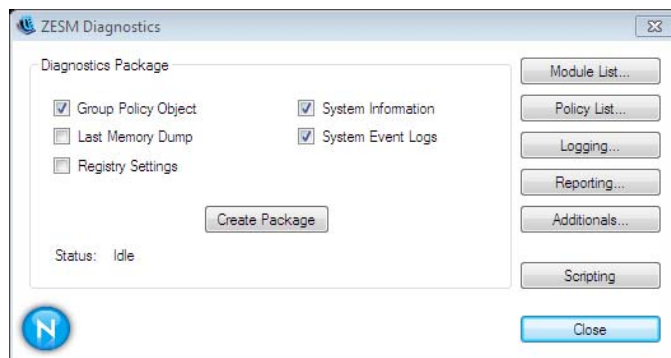 ZESM Diagnostics
Diagnostics Package
Group Policy Object
System Information
Last Memory Dump
System Event Logs
Registry Settings
Create Package
Status: Idle
Module List...
Policy List...
Logging...
Reporting...
Additionals...
Scripting
Close
N